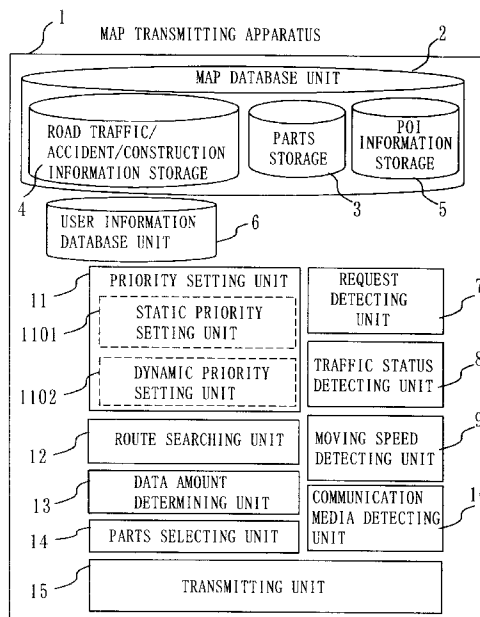 1
MAP TRANSMITTING APPARATUS
2
MAP DATABASE UNIT
ROAD TRAFFIC/
ACCIDENT/CONSTRUCTION
INFORMATION STORAGE
4
PARTS
STORAGE
3
POI
INFORMATION
STORAGE
5
USER INFORMATION
DATABASE UNIT
6
11
PRIORITY SETTING UNIT
1101
STATIC PRIORITY
SETTING UNIT
1102
DYNAMIC PRIORITY
SETTING UNIT
REQUEST
DETECTING
UNIT
7
TRAFFIC STATUS
DETECTING UNIT
8
12
ROUTE SEARCHING UNIT
MOVING SPEED
DETECTING UNIT
9
13
DATA AMOUNT
DETERMINING UNIT
COMMUNICATION
MEDIA DETECTING
UNIT
14
PARTS SELECTING UNIT
15
TRANSMITTING UNIT